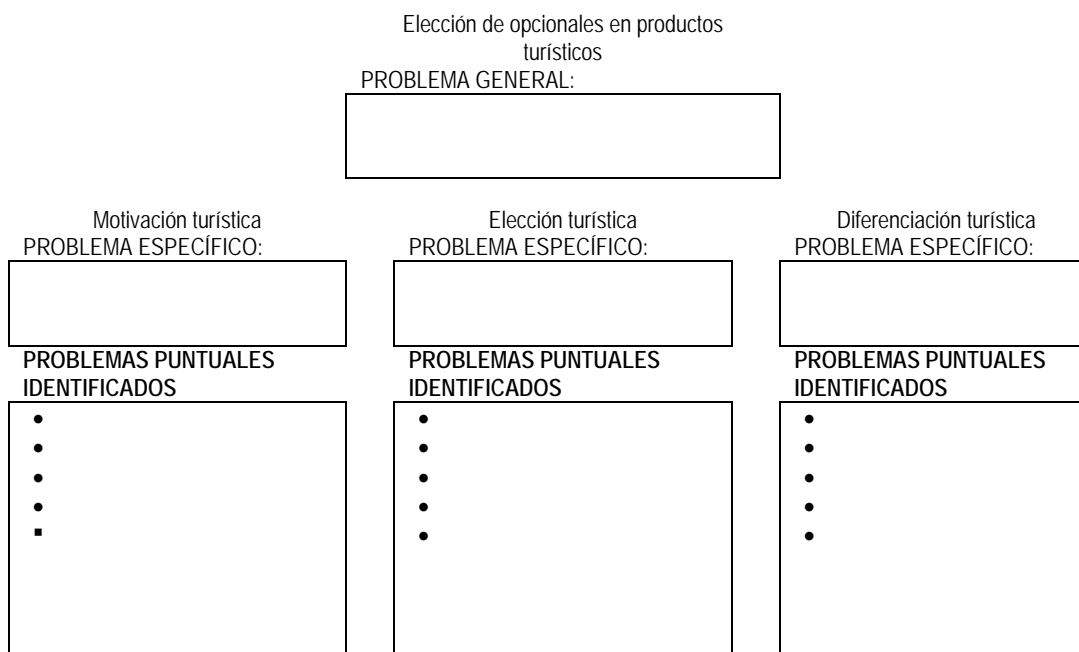 Elección de opcionales en productos
turísticos
PROBLEMA GENERAL:
Motivación turística
PROBLEMA ESPECÍFICO:
Elección turística
PROBLEMA ESPECÍFICO:
Diferenciación turística
PROBLEMA ESPECÍFICO:
PROBLEMAS PUNTUALES
IDENTIFICADOS
PROBLEMAS PUNTUALES
IDENTIFICADOS
PROBLEMAS PUNTUALES
IDENTIFICADOS